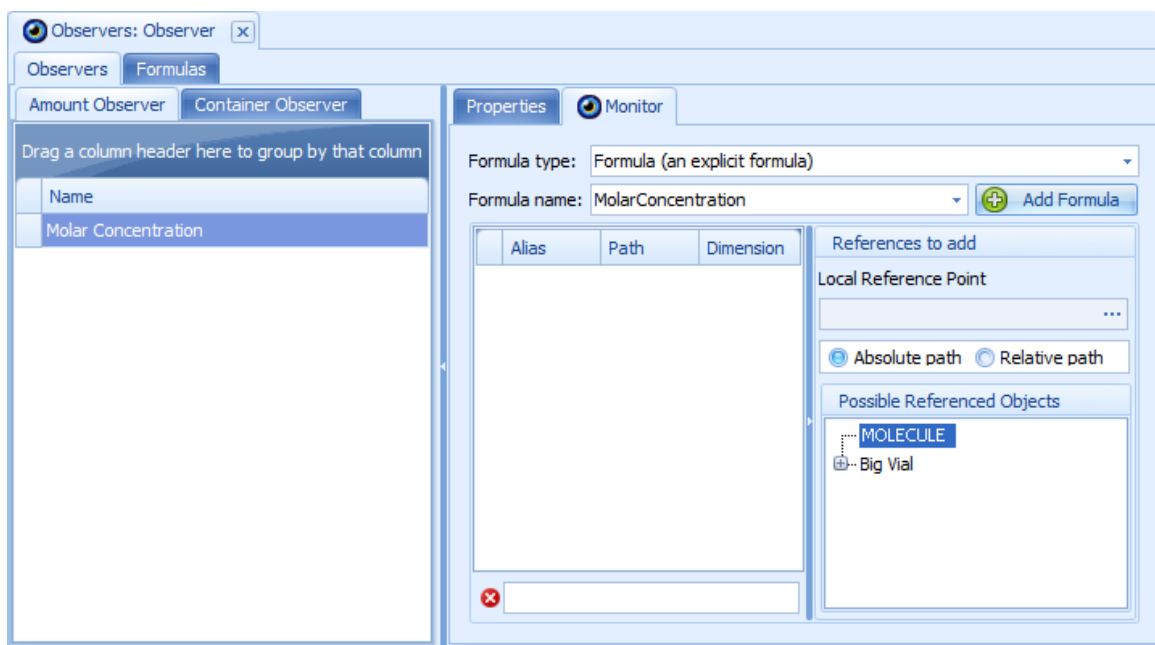 Observers: Observer
Observers Formulas
Amount Observer Container Observer
Drag a column header here to group by that column
Name
Molar Concentration
Properties Monitor
Formula type: Formula (an explicit formula)
Formula name: MolarConcentration Add Formula
Alias Path Dimension
References to add
Local Reference Point
...
Absolute path Relative path
Possible Referenced Objects
MOLECULE
Big Vial